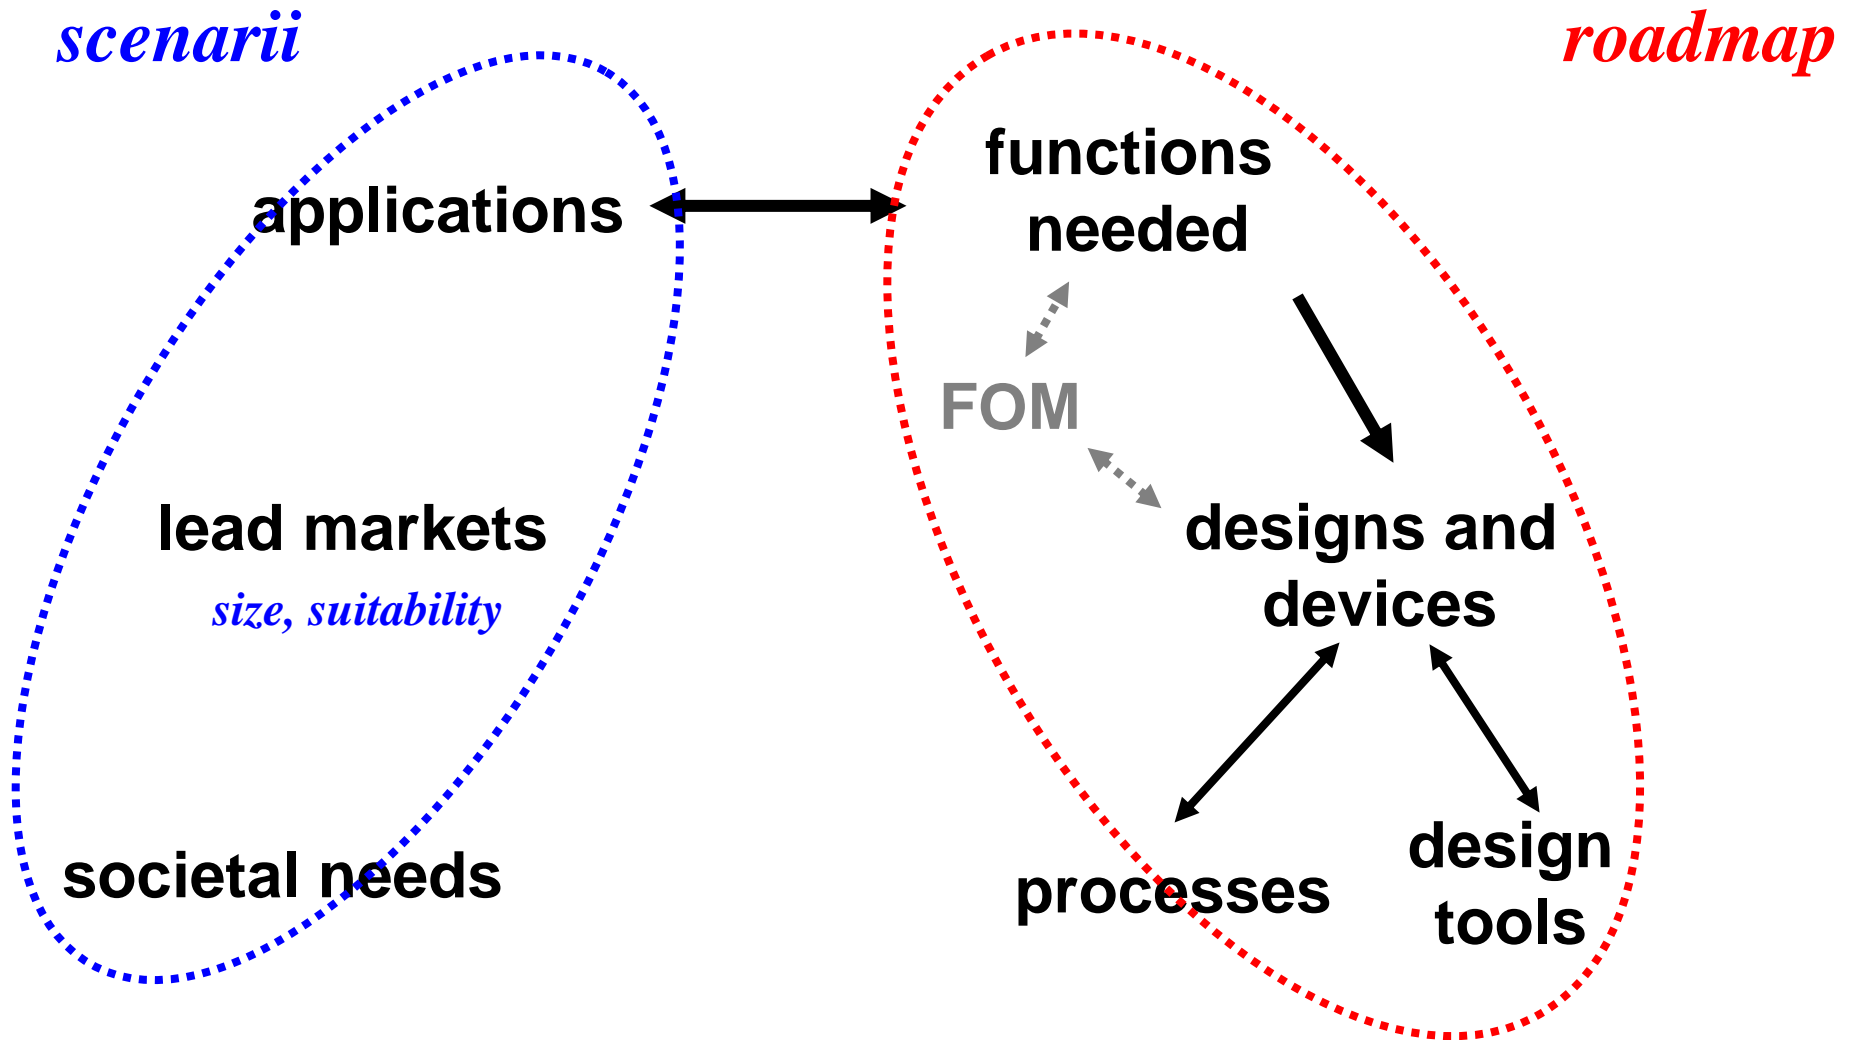 scenarii
roadmap
applications
functions
needed
FOM
lead markets
size, suitability
designs and
devices
societal needs
processes
design
tools